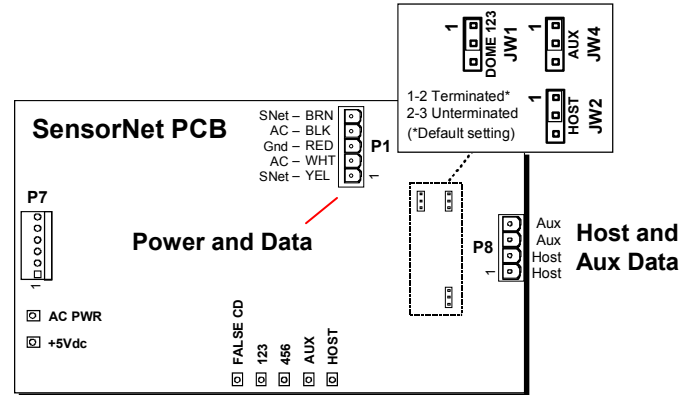 1
DOME 123
JW1
1
AUX
JW4
1-2 Terminated*
2-3 Unterminated
(*Default setting)
1
HOST
JW2
SensorNet PCB
SNet – BRN
AC – BLK
Gnd – RED
AC – WHT
SNet – YEL
P1
1
P7
1
Power and Data
P8
1
Aux
Aux
Host
Host
Host and
Aux Data
AC PWR
+5Vdc
FALSE CD
123
456
AUX
HOST